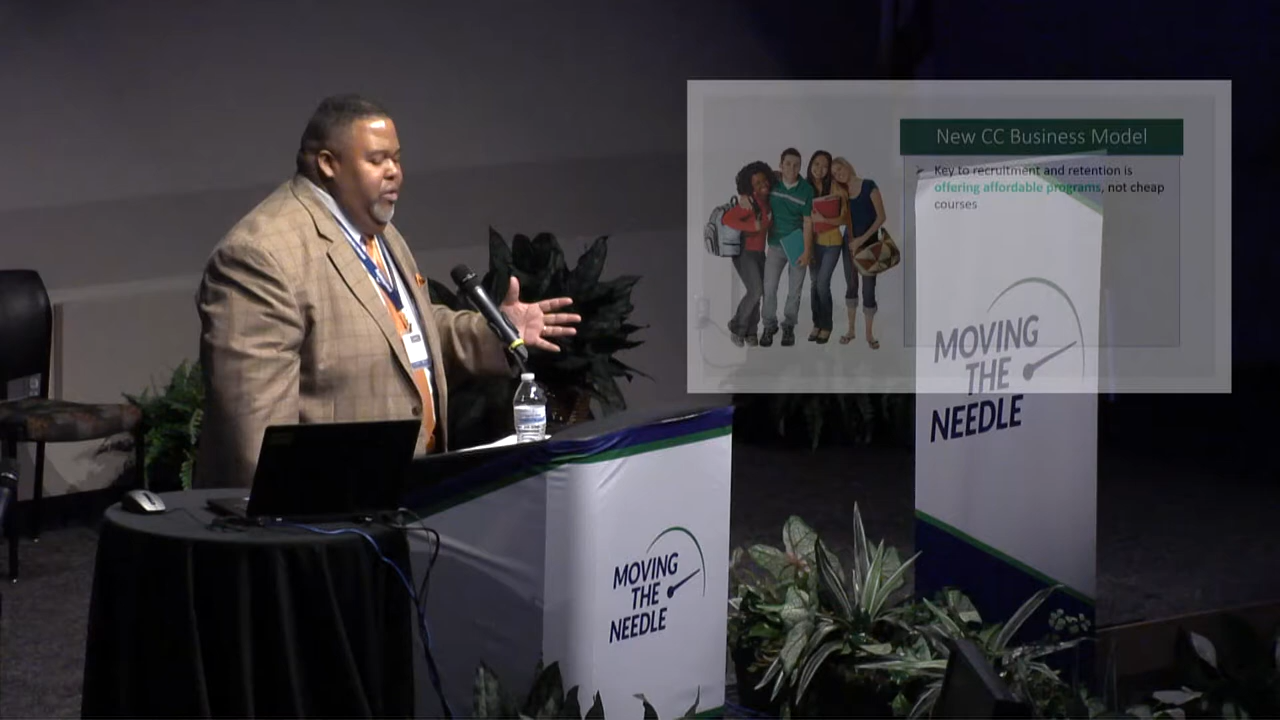 New CC Business Model
Key to recruitment and retention is
offering affordable programs, not cheap
courses
MOVING
THE
NEEDLE
MOVING
THE
NEEDLE